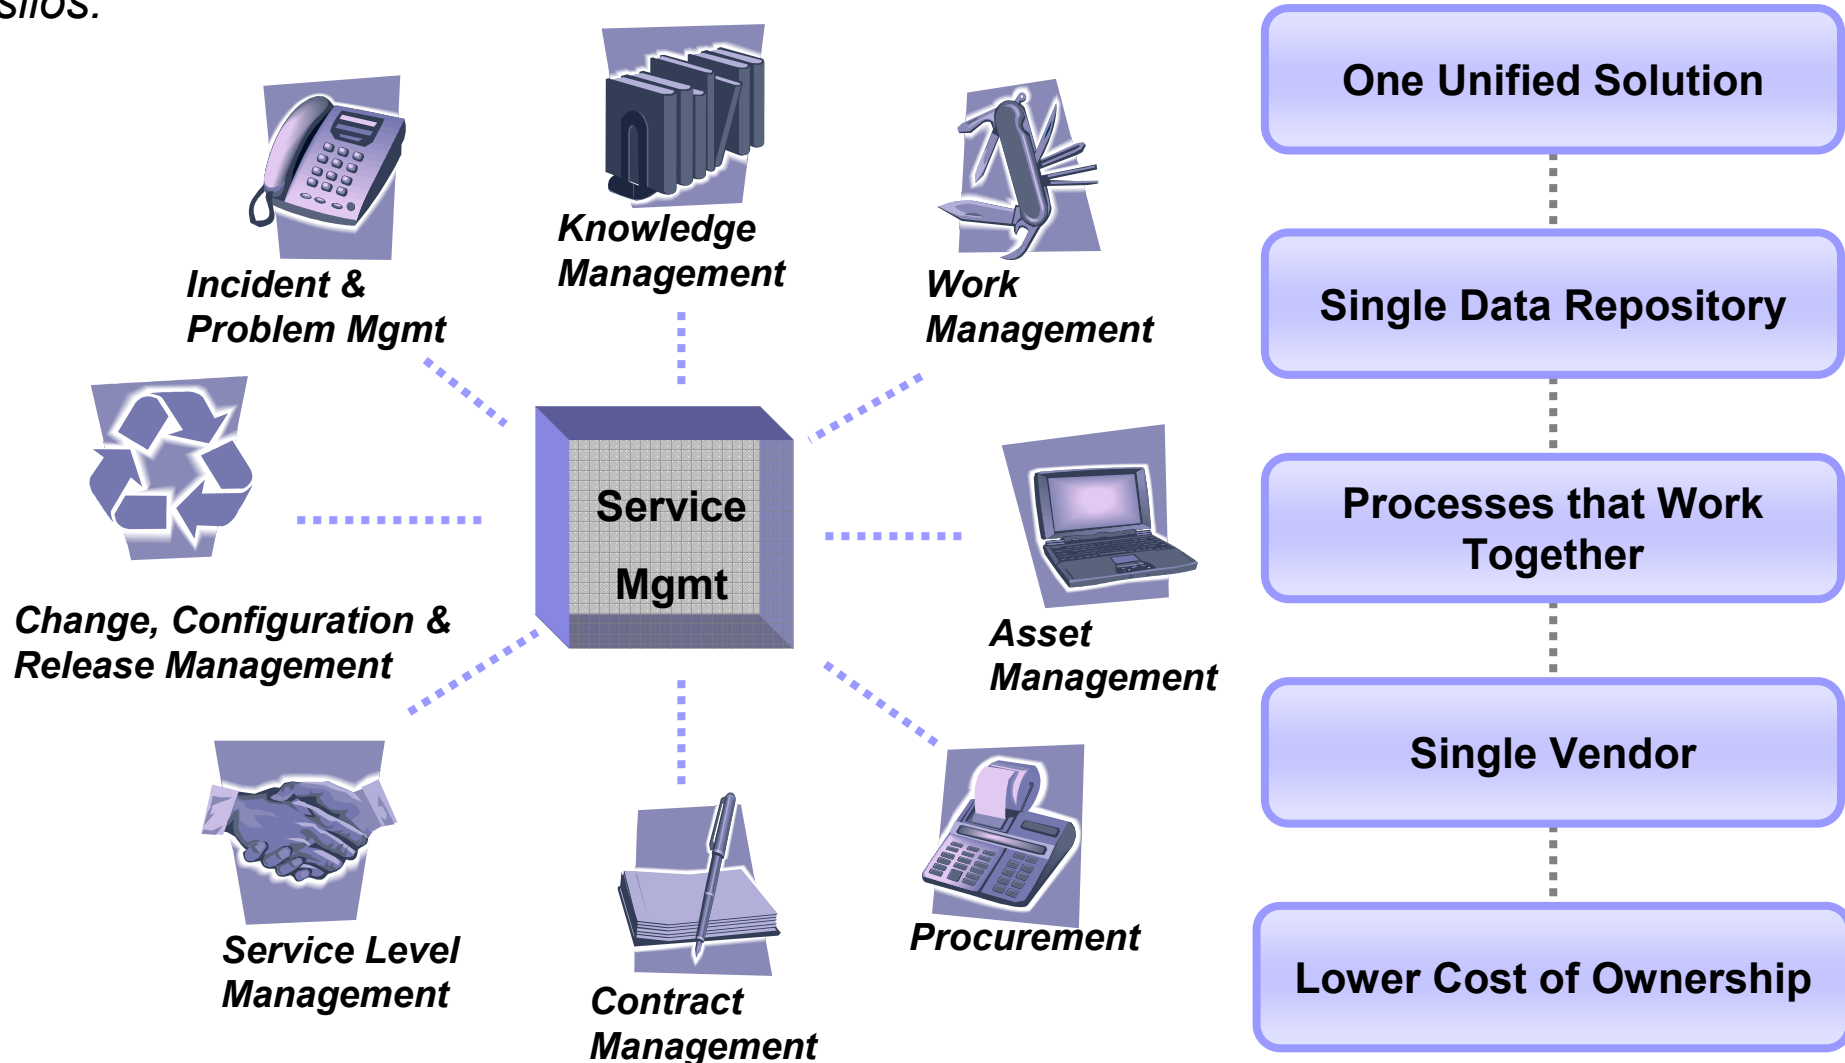 silos.
Knowledge
Management
Incident &
Problem Mgmt
Work
Management
Service
Mgmt
Change, Configuration &
Release Management
Asset
Management
Service Level
Management
Contract
Management
Procurement
One Unified Solution
Single Data Repository
Processes that Work
Together
Single Vendor
Lower Cost of Ownership